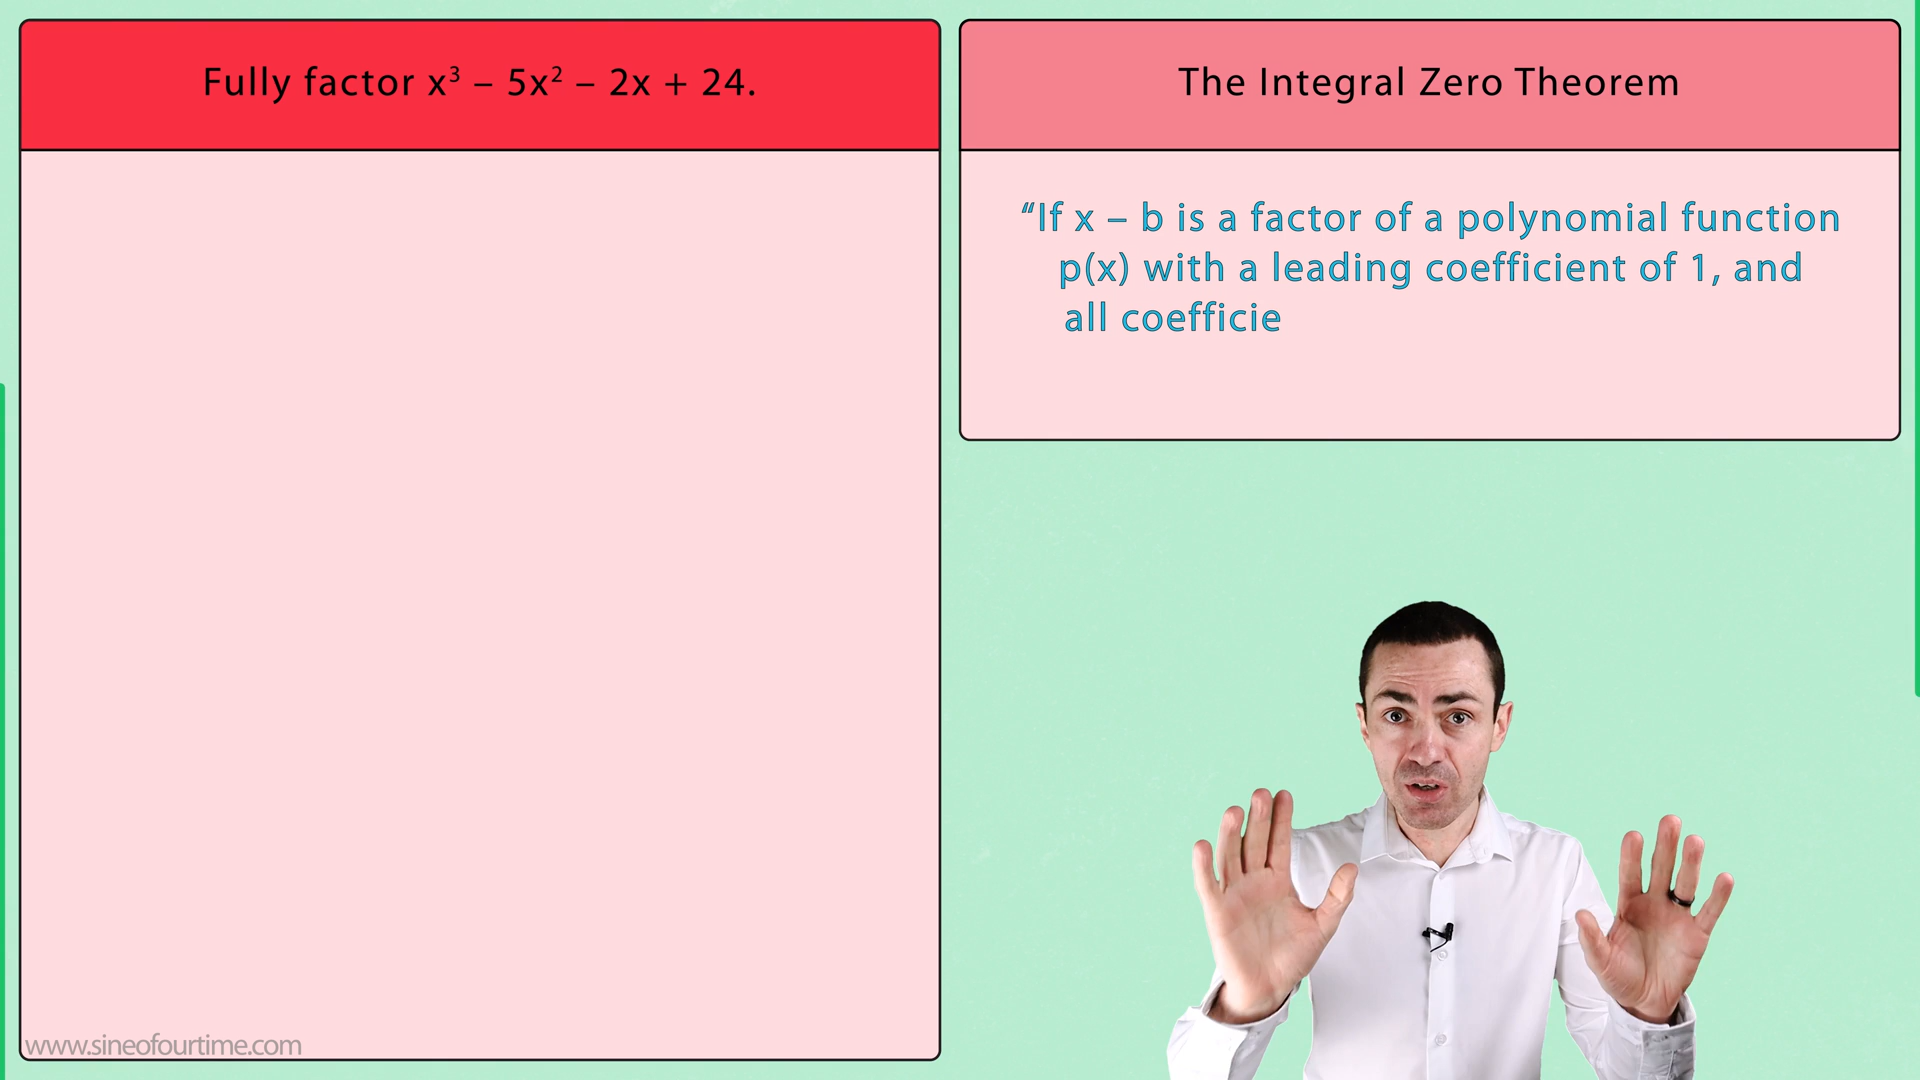 Fully factor x³ – 5x² – 2x + 24.
The Integral Zero Theorem
“If x – b is a factor of a polynomial function
p(x) with a leading coefficient of 1, and
all coefficie
www.sineofourtime.com